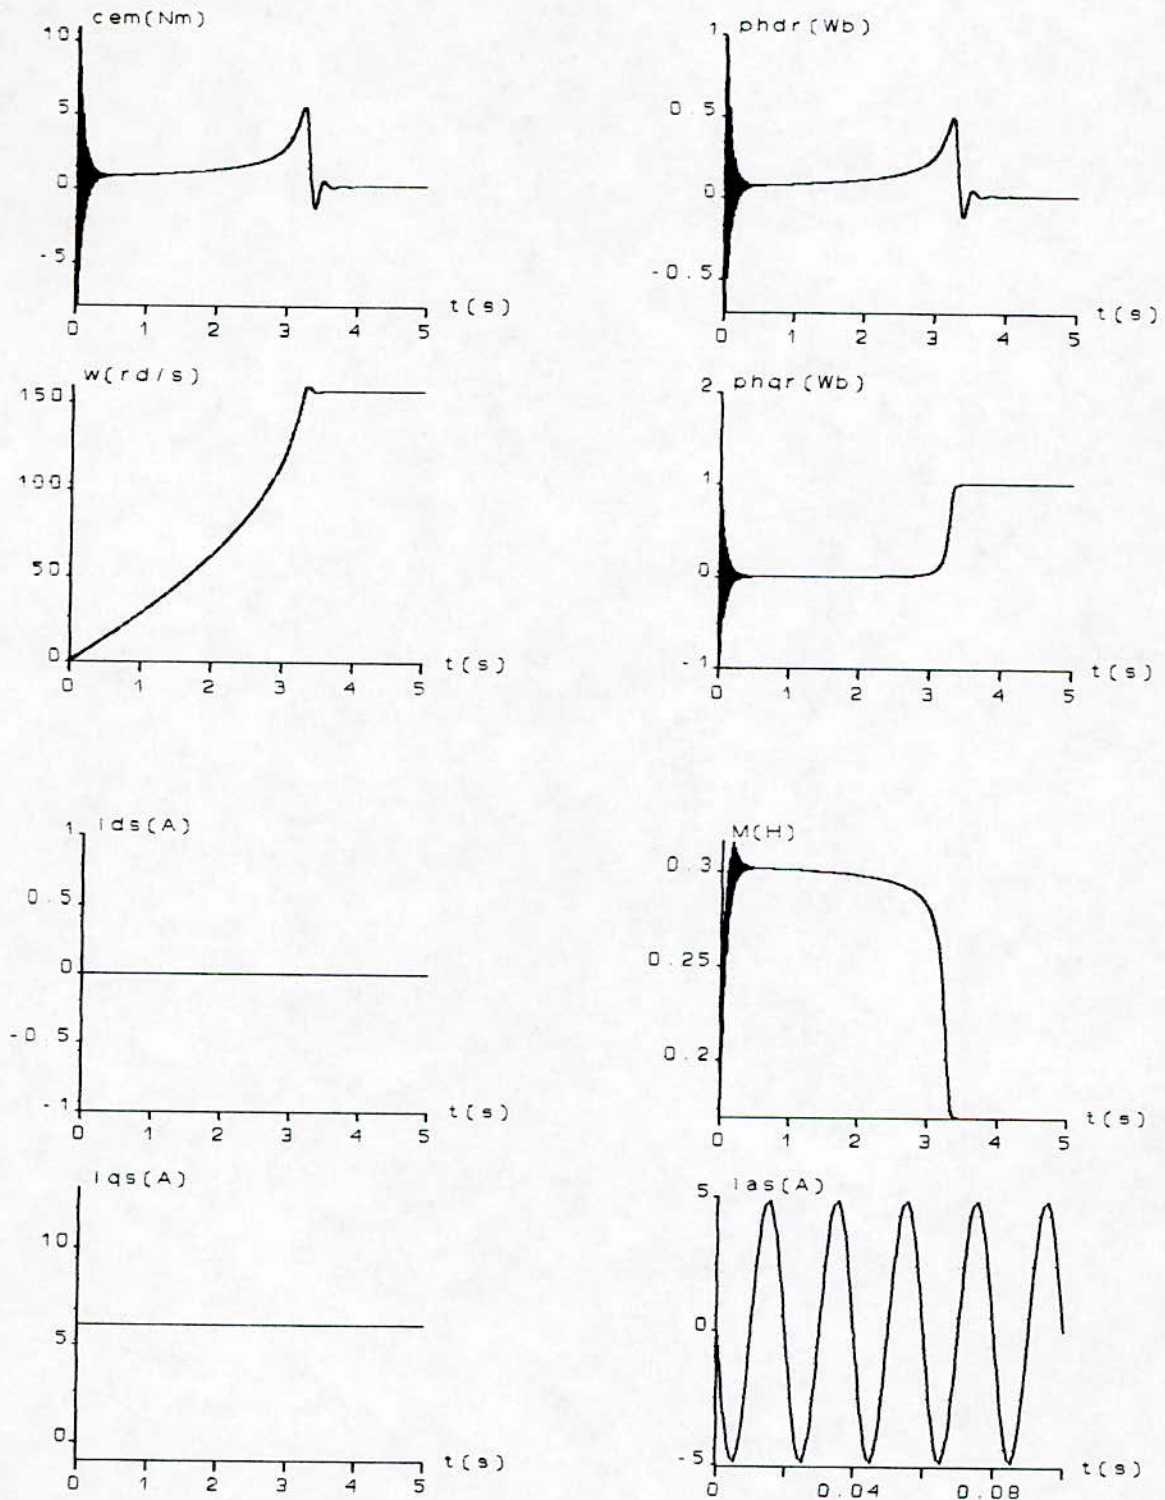 cem(Nm)
10
5
0
-5
0 1 2 3 4 5
t(s)
phdr(Wb)
1
0.5
0
-0.5
0 1 2 3 4 5
t(s)
w(rd/s)
150
100
50
0
0 1 2 3 4 5
t(s)
phqr(Wb)
2
1
0
-1
0 1 2 3 4 5
t(s)
ids(A)
1
0.5
0
-0.5
-1
0 1 2 3 4 5
t(s)
M(H)
0.3
0.25
0.2
0 1 2 3 4 5
t(s)
iqs(A)
10
5
0
0 1 2 3 4 5
t(s)
ias(A)
5
0
-5
0 0.04 0.08
t(s)